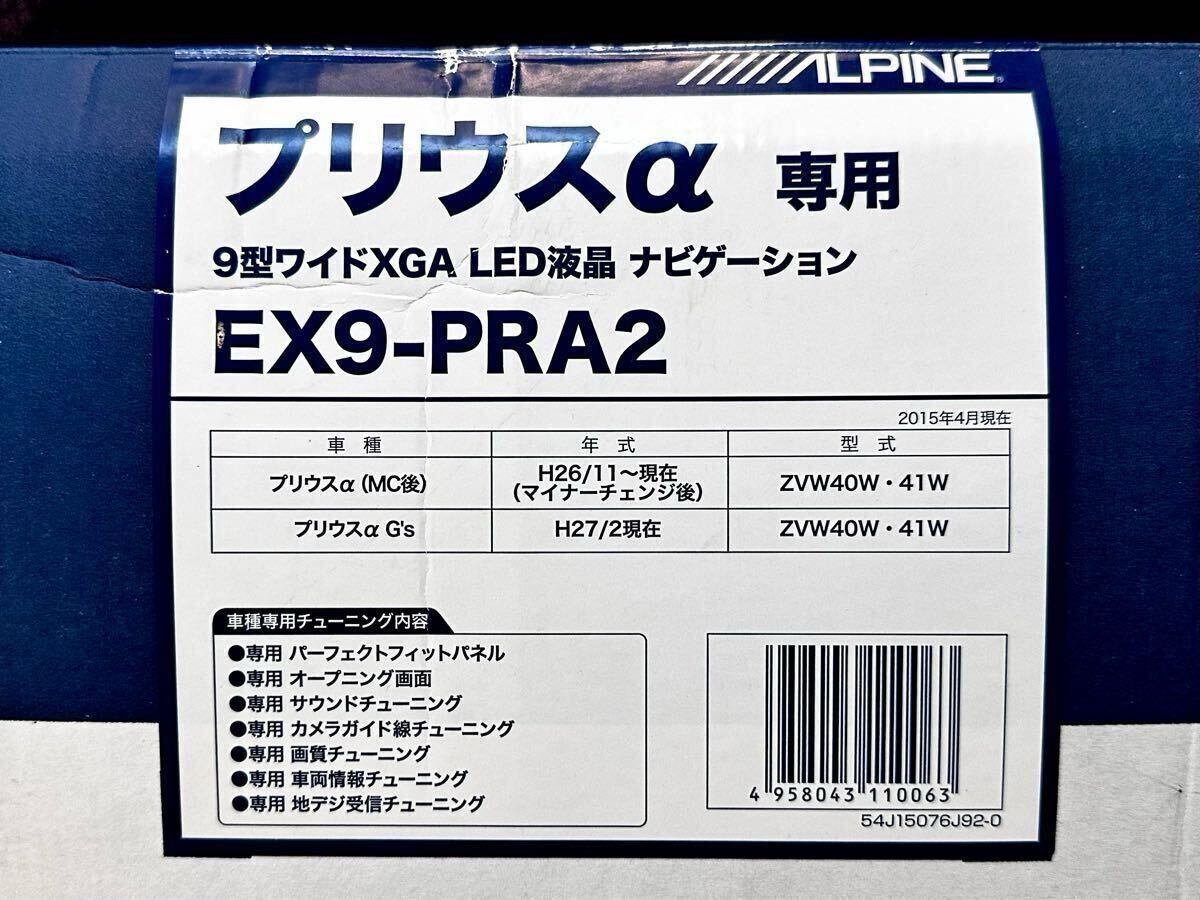 ALPINE
プリウスα 専用
9型ワイドXGA LED液晶 ナビゲーション
EX9-PRA2
2015年4月現在
車種 年式 型式
プリウスα(MC後) H26/11〜現在 (マイナーチェンジ後) ZVW40W・41W
プリウスα G's H27/2現在 ZVW40W・41W
車種専用チューニング内容
●専用 パーフェクトフィットパネル
●専用 オープニング画面
●専用 サウンドチューニング
●専用 カメラガイド線チューニング
●専用 画質チューニング
●専用 車両情報チューニング
●専用 地デジ受信チューニング
4 958043 110063
54J15076J92-0